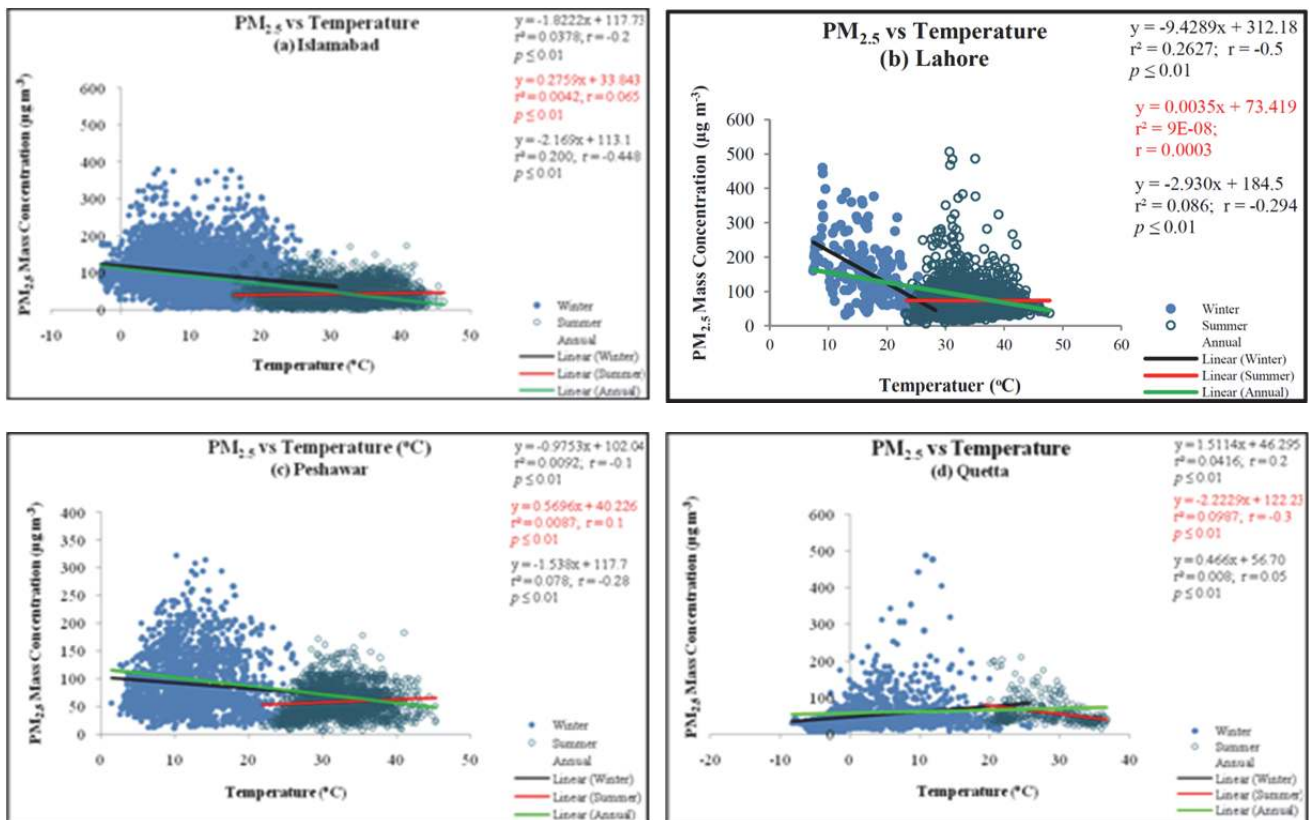 PM2.5 vs Temperature
(a) Islamabad
y=-1.8222x + 117.73
r²=0.0378; r=-0.2
p ≤ 0.01
y=0.2759x + 33.843
r²=0.0042; r=0.065
p ≤ 0.01
y=-2.169x + 113.1
r²=0.200; r=-0.448
p ≤ 0.01
PM2.5 Mass Concentration (µg m-3)
600
500
400
300
200
100
0
-10 0 10 20 30 40 50
Temperature (°C)
Winter
Summer
Annual
Linear (Winter)
Linear (Summer)
Linear (Annual)
PM2.5 vs Temperature
(b) Lahore
y = -9.4289x + 312.18
r² = 0.2627; r = -0.5
p ≤ 0.01
y = 0.0035x + 73.419
r² = 9E-08;
r = 0.0003
y = -2.930x + 184.5
r² = 0.086; r = -0.294
p ≤ 0.01
PM2.5 Mass Concentration (µg m-3)
600
500
400
300
200
100
0
0 10 20 30 40 50 60
Temperatuer (°C)
Winter
Summer
Annual
Linear (Winter)
Linear (Summer)
Linear (Annual)
PM2.5 vs Temperature (°C)
(c) Peshawar
y=-0.9753x + 102.04
r²=0.0092; r=-0.1
p ≤ 0.01
y=0.5696x + 40.226
r²=0.0087; r=0.1
p ≤ 0.01
y=-1.538x + 117.7
r²=0.078; r=-0.28
p ≤ 0.01
PM2.5 Mass Concentration (µg m-3)
400
350
300
250
200
150
100
50
0
0 10 20 30 40 50
Temperature (°C)
Winter
Summer
Annual
Linear (Winter)
Linear (Summer)
Linear (Annual)
PM2.5 vs Temperature
(d) Quetta
y=1.5114x + 46.295
r²=0.0416; r=0.2
p ≤ 0.01
y=-2.2229x + 122.23
r²=0.0987; r=-0.3
p ≤ 0.01
y=0.466x + 56.70
r²=0.008; r=0.05
p ≤ 0.01
PM2.5 Mass Concentration (µg m-3)
600
500
400
300
200
100
0
-20 -10 0 10 20 30 40
Temperature (°C)
Winter
Summer
Annual
Linear (Winter)
Linear (Summer)
Linear (Annual)